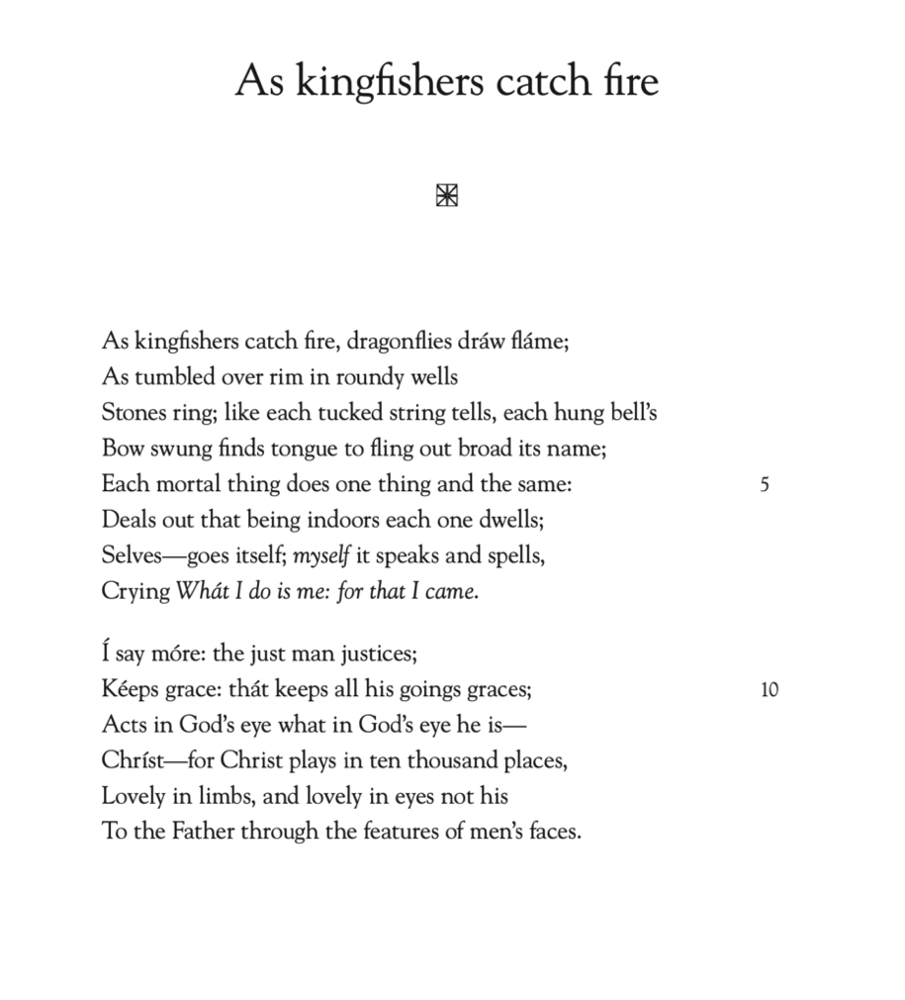 As kingfishers catch fire
As kingfishers catch fire, dragonflies dráw fláme;
As tumbled over rim in roundy wells
Stones ring; like each tucked string tells, each hung bell’s
Bow swung finds tongue to fling out broad its name;
Each mortal thing does one thing and the same: 5
Deals out that being indoors each one dwells;
Selves—goes itself; myself it speaks and spells,
Crying Whát I do is me: for that I came.
Í say móre: the just man justices;
Kéeps grace: thát keeps all his goings graces; 10
Acts in God’s eye what in God’s eye he is—
Chríst—for Christ plays in ten thousand places,
Lovely in limbs, and lovely in eyes not his
To the Father through the features of men’s faces.